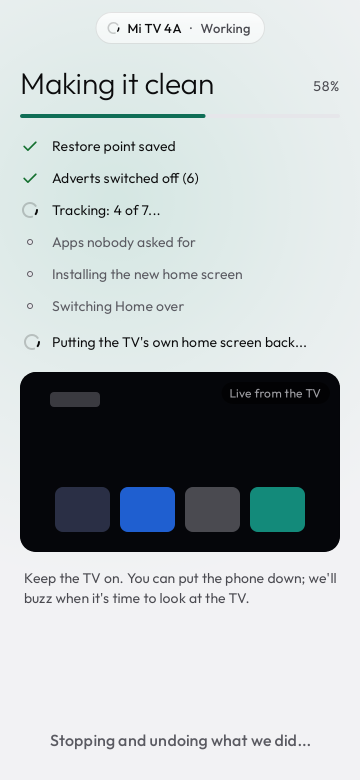 Mi TV 4A · Working
Making it clean
58%
Restore point saved
Adverts switched off (6)
Tracking: 4 of 7...
Apps nobody asked for
Installing the new home screen
Switching Home over
Putting the TV's own home screen back...
Live from the TV
Keep the TV on. You can put the phone down; we'll
buzz when it's time to look at the TV.
Stopping and undoing what we did...